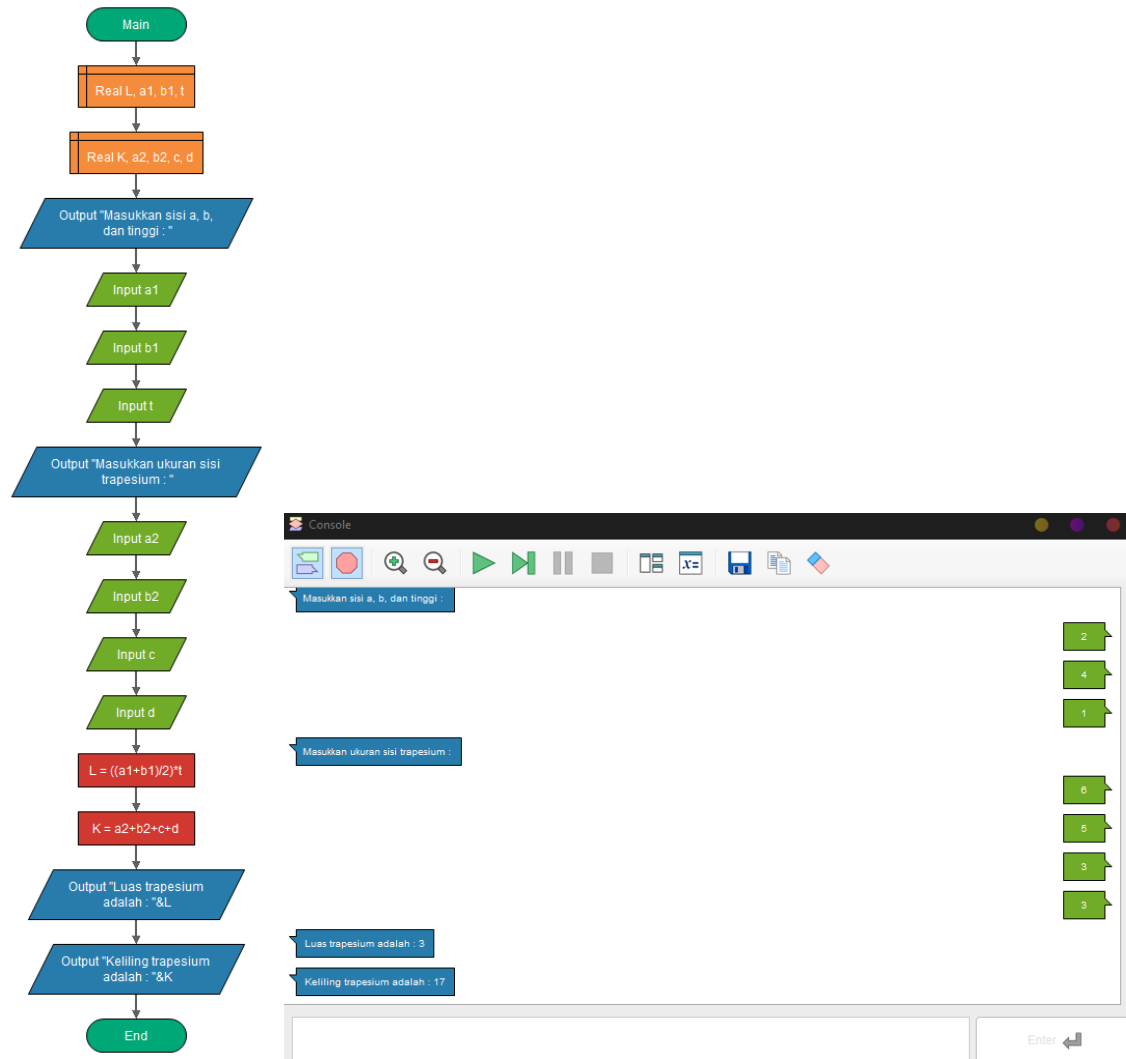 Main
Real L, a1, b1, t
Real K, a2, b2, c, d
Output "Masukkan sisi a, b,
dan tinggi : "
Input a1
Input b1
Input t
Output "Masukkan ukuran sisi
trapesium : "
Input a2
Input b2
Input c
Input d
L = ((a1+b1)/2)*t
K = a2+b2+c+d
Output "Luas trapesium
adalah : "&L
Output "Keliling trapesium
adalah : "&K
End
Console
x=
Masukkan sisi a, b, dan tinggi :
2
4
1
Masukkan ukuran sisi trapesium :
6
5
3
3
Luas trapesium adalah : 3
Keliling trapesium adalah : 17
Enter